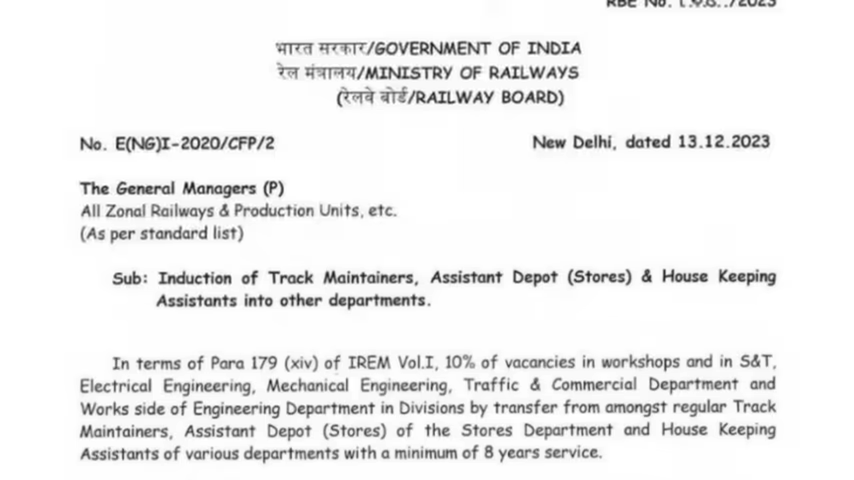 RBE No. /2023
भारत सरकार/GOVERNMENT OF INDIA
रेल मंत्रालय/MINISTRY OF RAILWAYS
(रेलवे बोर्ड/RAILWAY BOARD)
No. E(NG)I-2020/CFP/2 New Delhi, dated 13.12.2023
The General Managers (P)
All Zonal Railways & Production Units, etc.
(As per standard list)
Sub: Induction of Track Maintainers, Assistant Depot (Stores) & House Keeping
Assistants into other departments.
In terms of Para 179 (xiv) of IREM Vol.I, 10% of vacancies in workshops and in S&T,
Electrical Engineering, Mechanical Engineering, Traffic & Commercial Department and
Works side of Engineering Department in Divisions by transfer from amongst regular Track
Maintainers, Assistant Depot (Stores) of the Stores Department and House Keeping
Assistants of various departments with a minimum of 8 years service.